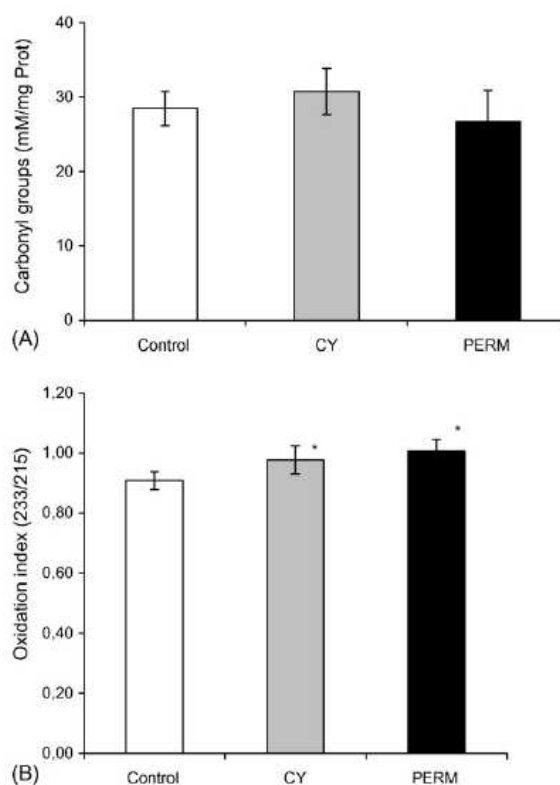 40
30
20
10
0
Carbonyl groups (mM/mg Prot)
Control CY PERM
(A)
1,20
1,00
0,80
0,60
0,40
0,20
0,00
Oxidation index (233/215)
* *
Control CY PERM
(B)